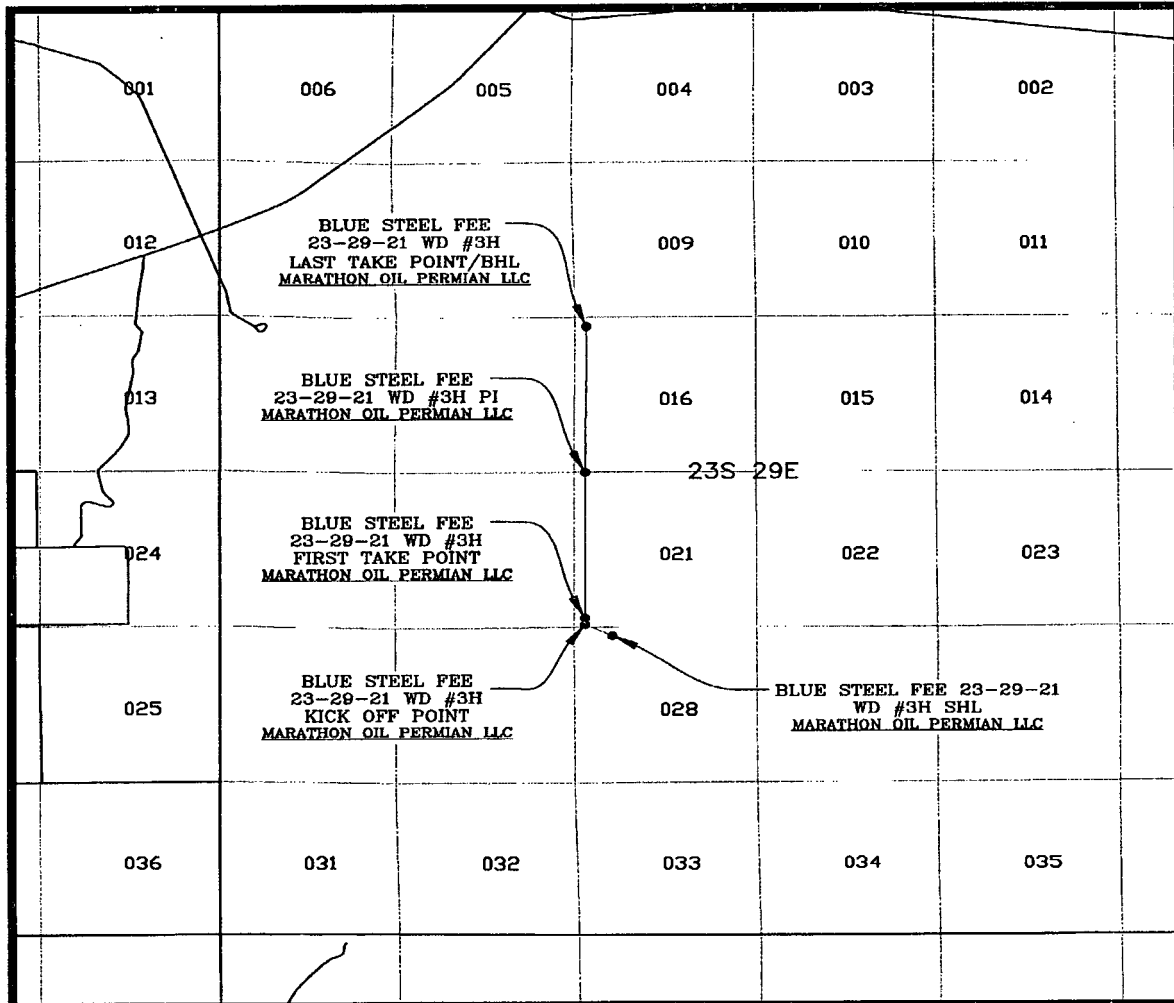 001
006
005
004
003
002
012
BLUE STEEL FEE
23-29-21 WD #3H
LAST TAKE POINT/BHL
MARATHON OIL PERMIAN LLC
009
010
011
013
BLUE STEEL FEE
23-29-21 WD #3H PI
MARATHON OIL PERMIAN LLC
016
015
014
23S 29E
024
BLUE STEEL FEE
23-29-21 WD #3H
FIRST TAKE POINT
MARATHON OIL PERMIAN LLC
021
022
023
025
BLUE STEEL FEE
23-29-21 WD #3H
KICK OFF POINT
MARATHON OIL PERMIAN LLC
028
BLUE STEEL FEE 23-29-21
WD #3H SHL
MARATHON OIL PERMIAN LLC
036
031
032
033
034
035